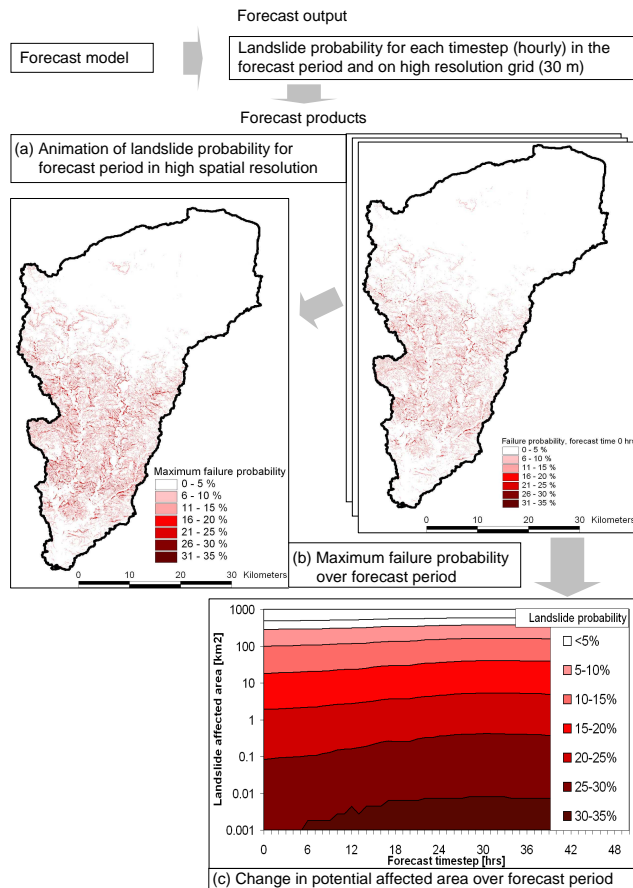 Forecast output
Forecast model
Landslide probability for each timestep (hourly) in the
forecast period and on high resolution grid (30 m)
Forecast products
(a) Animation of landslide probability for
forecast period in high spatial resolution
Maximum failure probability
0 - 5 %
6 - 10 %
11 - 15 %
16 - 20 %
21 - 25 %
26 - 30 %
31 - 35 %
0 10 20 30 Kilometers
Failure probability, forecast time 0 hrs
0 - 5 %
6 - 10 %
11 - 15 %
16 - 20 %
21 - 25 %
26 - 30 %
31 - 35 %
0 10 20 30 Kilometers
(b) Maximum failure probability
over forecast period
Landslide affected area [km2]
1000
100
10
1
0.1
0.01
0.001
0 6 12 18 24 30 36 42 48
Forecast timestep [hrs]
Landslide probability
<5%
5-10%
10-15%
15-20%
20-25%
25-30%
30-35%
(c) Change in potential affected area over forecast period